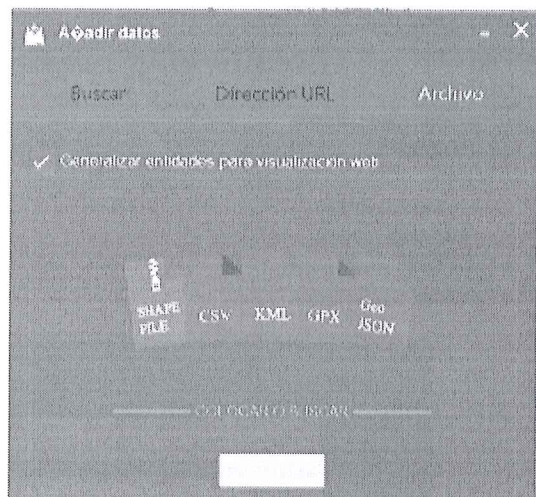 A�adir datos
Buscar Dirección URL Archivo
Generalizar entidades para visualización web
SHAPE FILE CSV XML GPX Geo JSON
COLOCAR O BUSCAR